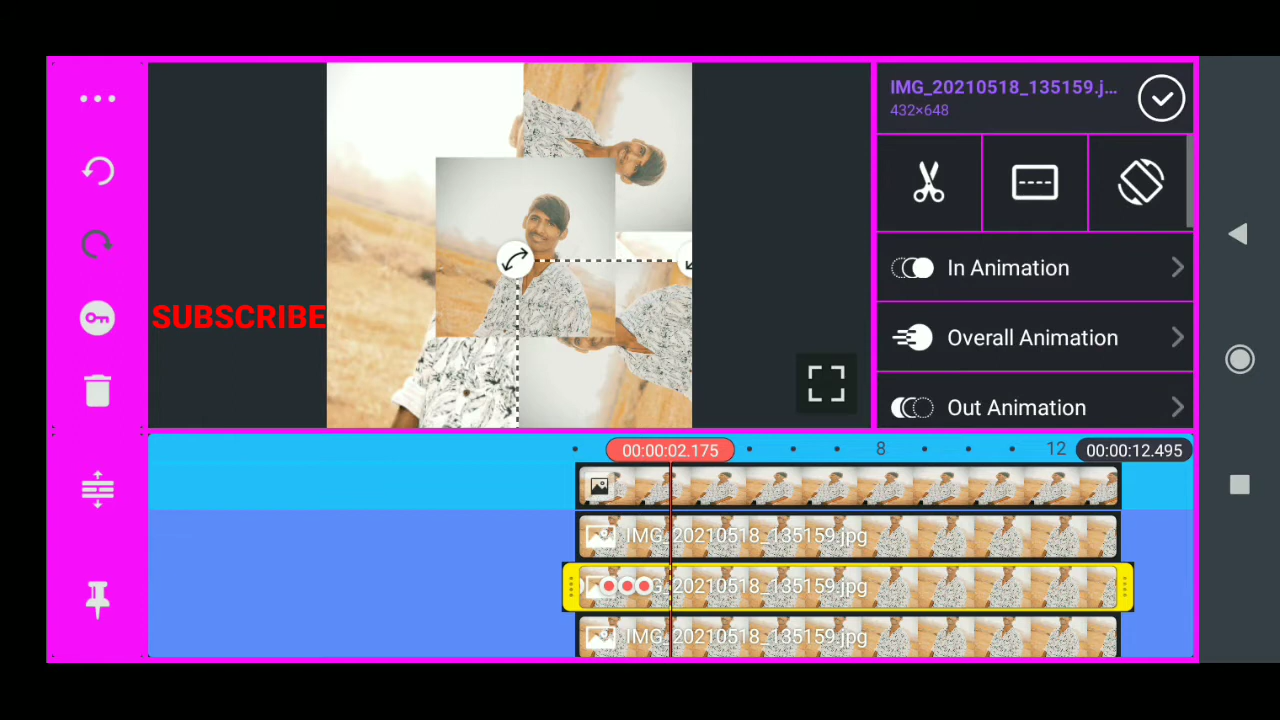 IMG_20210518_135159.j...
432×648
In Animation
Overall Animation
Out Animation
SUBSCRIBE
00:00:02.175
8
12
00:00:12.495
IMG_20210518_135159.jpg
G_20210518_135159.jpg
IMG_20210518_135159.jpg